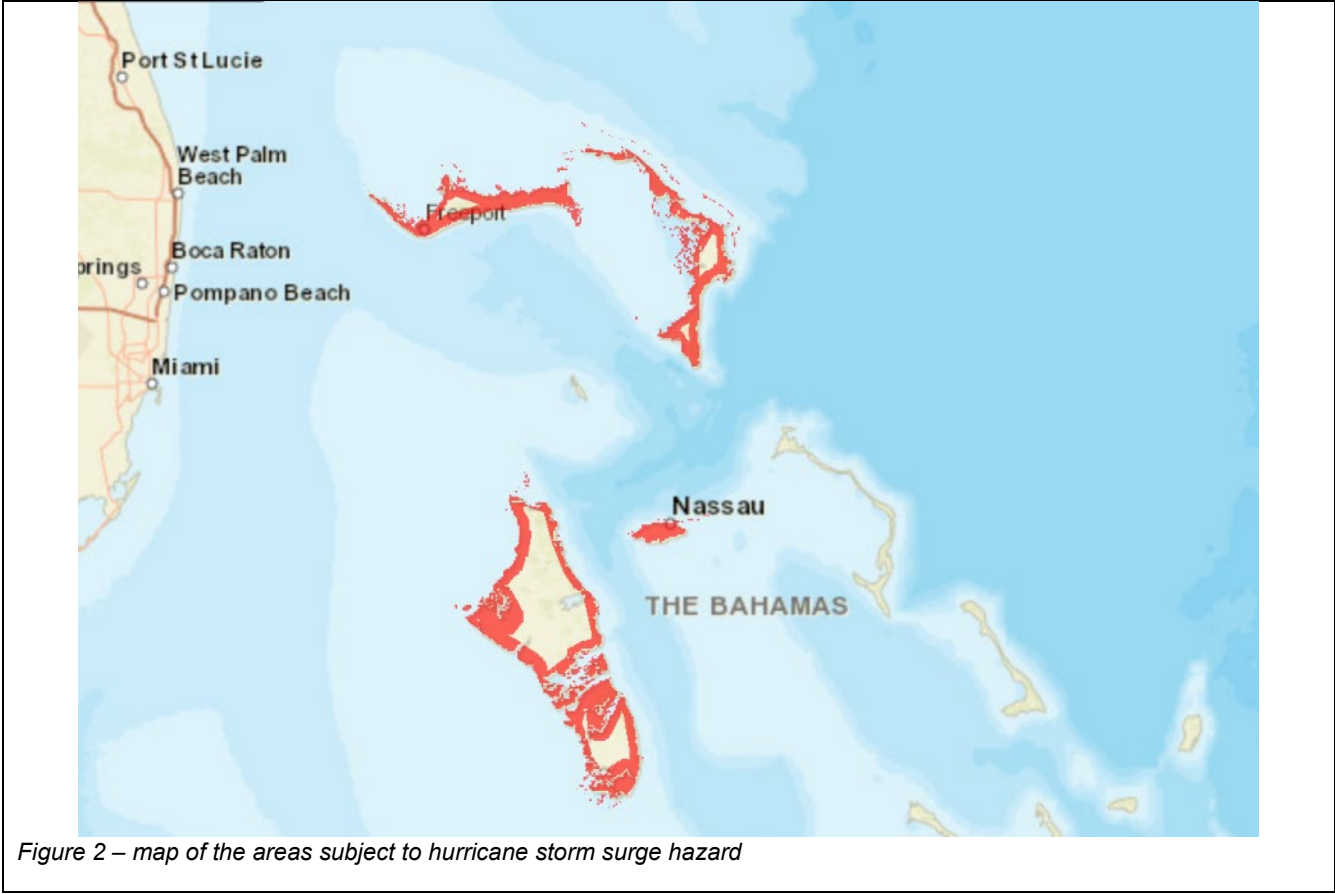 Port St Lucie
West Palm
Beach
Freeport
Boca Raton
prings
Pompano Beach
Miami
Nassau
THE BAHAMAS
Figure 2 – map of the areas subject to hurricane storm surge hazard